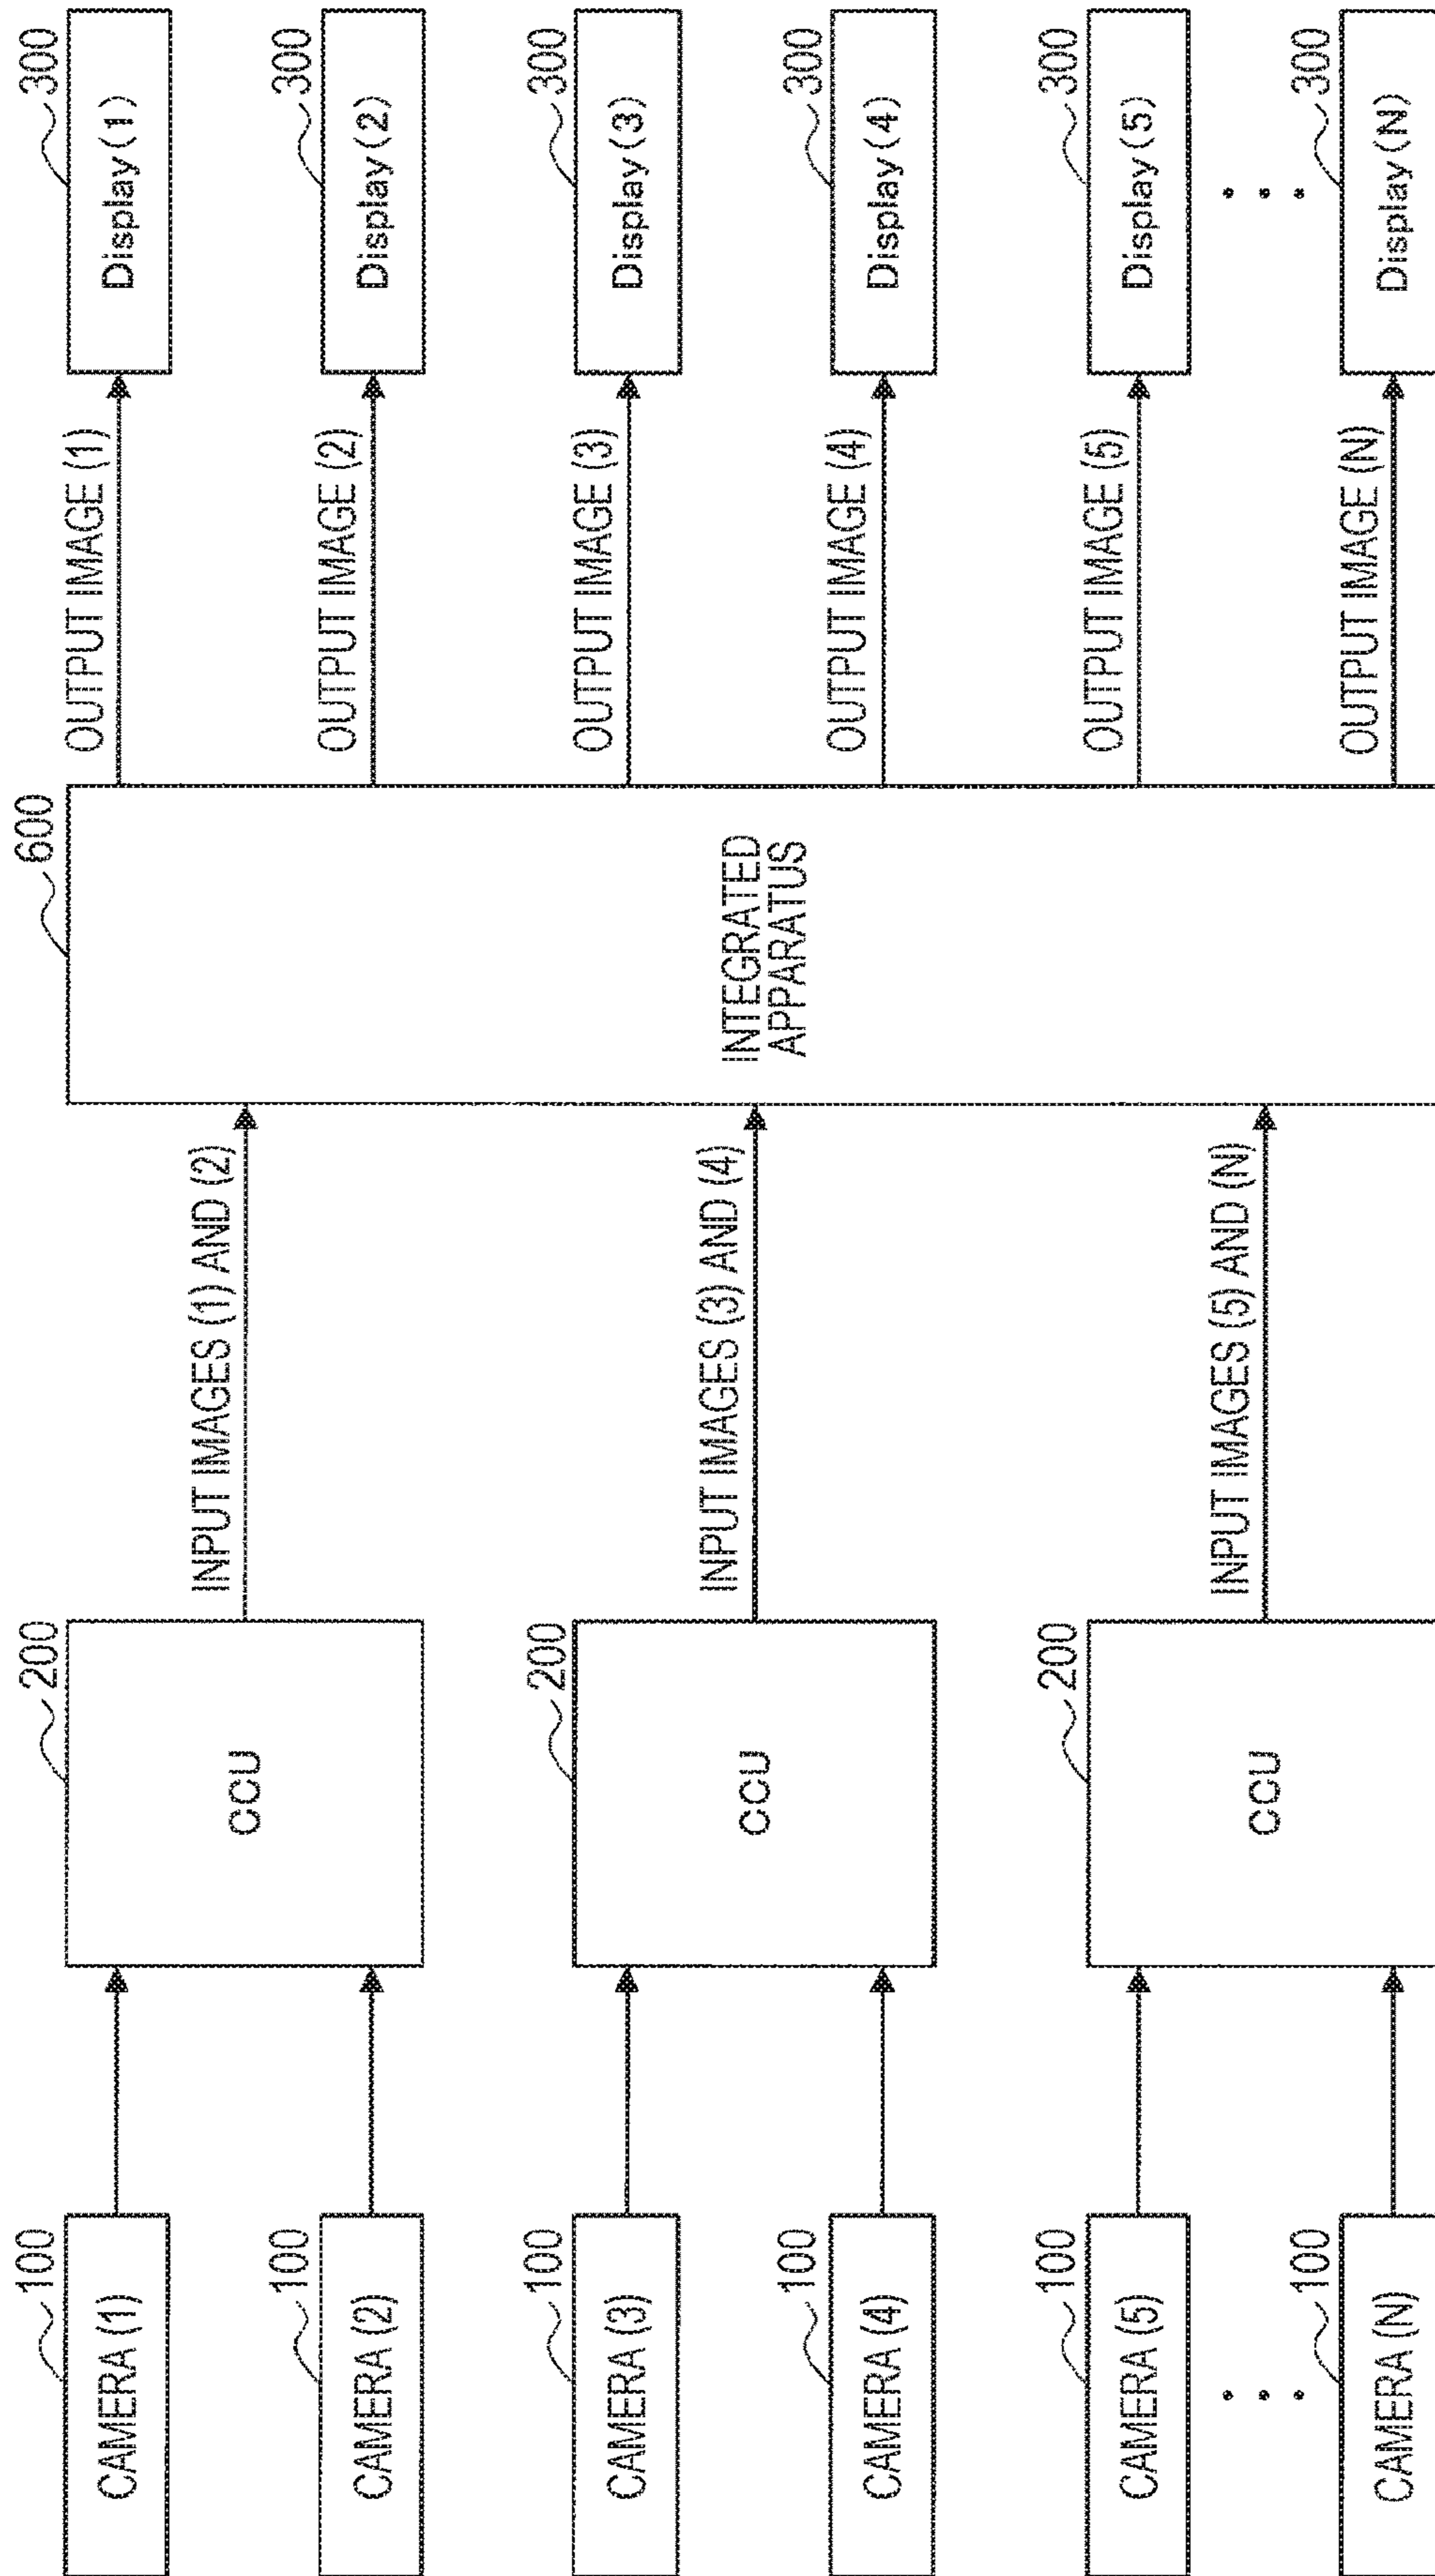 100
CAMERA (1)
100
CAMERA (2)
100
CAMERA (3)
100
CAMERA (4)
100
CAMERA (5)
• • •
100
CAMERA (N)
200
CCU
200
CCU
200
CCU
INPUT IMAGES (1) AND (2)
INPUT IMAGES (3) AND (4)
INPUT IMAGES (5) AND (N)
600
INTEGRATED
APPARATUS
OUTPUT IMAGE (1)
OUTPUT IMAGE (2)
OUTPUT IMAGE (3)
OUTPUT IMAGE (4)
OUTPUT IMAGE (5)
OUTPUT IMAGE (N)
300
Display(1)
300
Display(2)
300
Display(3)
300
Display(4)
300
Display(5)
• • •
300
Display(N)